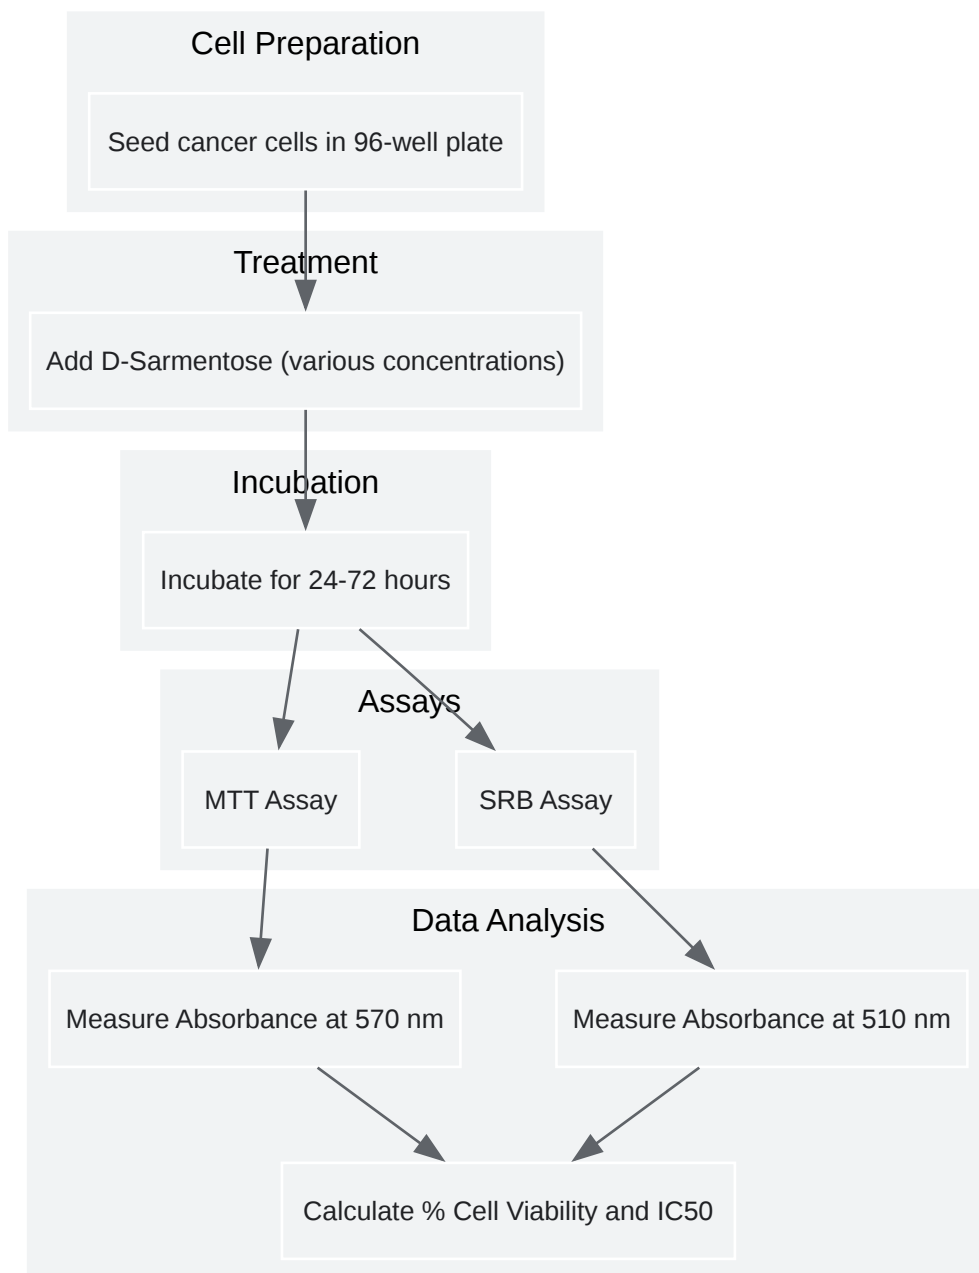 Cell Preparation
Seed cancer cells in 96-well plate
Treatment
Add D-Sarmentose (various concentrations)
Incubation
Incubate for 24-72 hours
Assays
MTT Assay
SRB Assay
Data Analysis
Measure Absorbance at 570 nm
Measure Absorbance at 510 nm
Calculate % Cell Viability and IC50